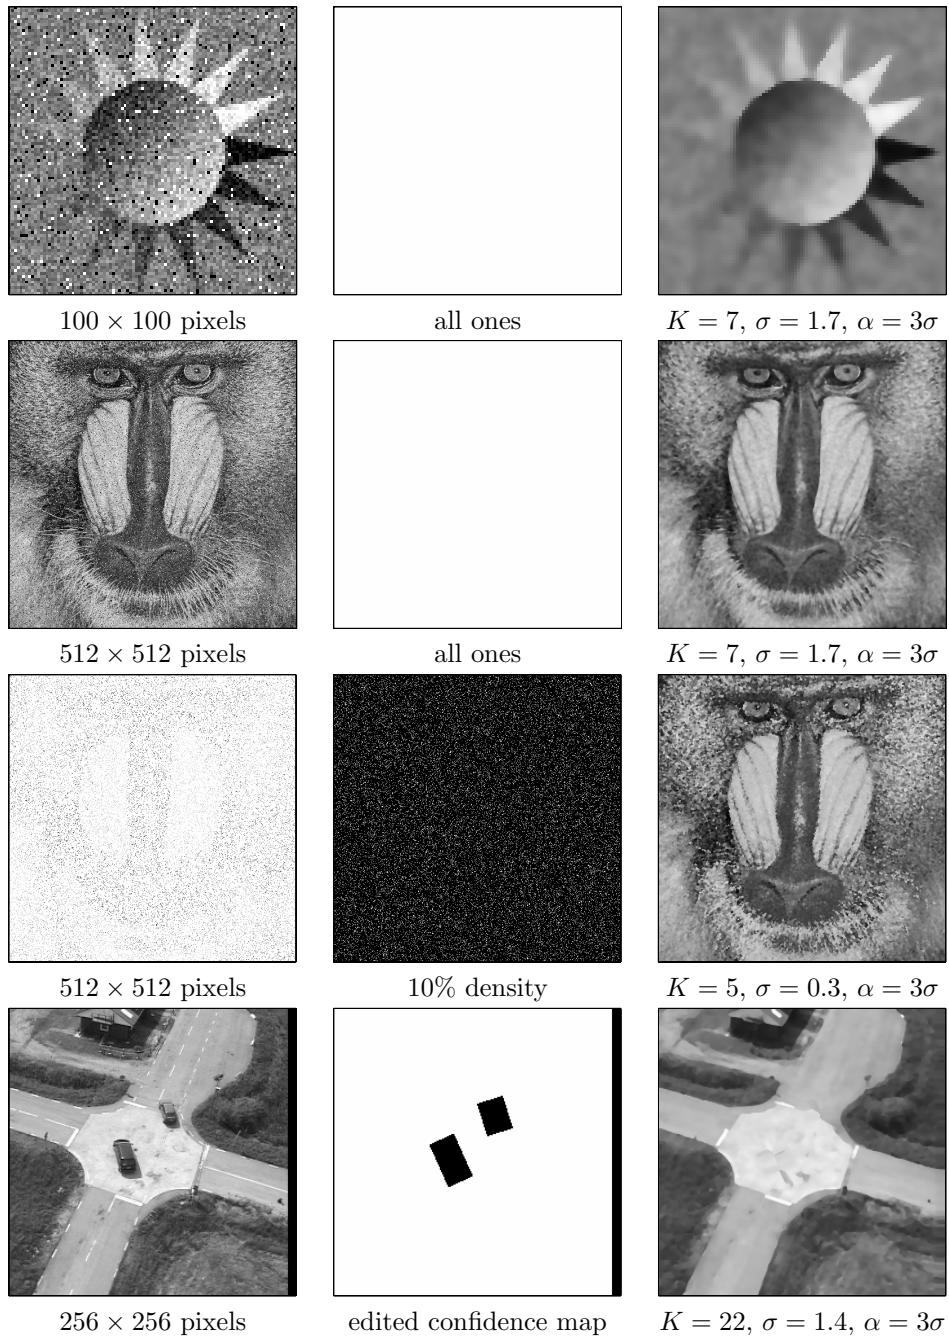 100 × 100 pixels all ones K = 7, σ = 1.7, α = 3σ
512 × 512 pixels all ones K = 7, σ = 1.7, α = 3σ
512 × 512 pixels 10% density K = 5, σ = 0.3, α = 3σ
256 × 256 pixels edited confidence map K = 22, σ = 1.4, α = 3σ